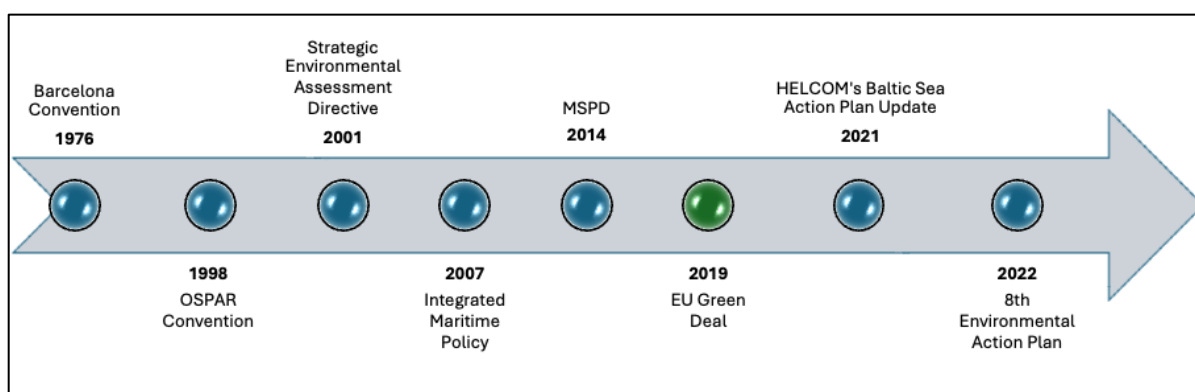 Barcelona
Convention
1976
1998
OSPAR
Convention
Strategic
Environmental
Assessment
Directive
2001
2007
Integrated
Maritime
Policy
MSPD
2014
2019
EU Green
Deal
HELCOM's Baltic Sea
Action Plan Update
2021
2022
8th
Environmental
Action Plan